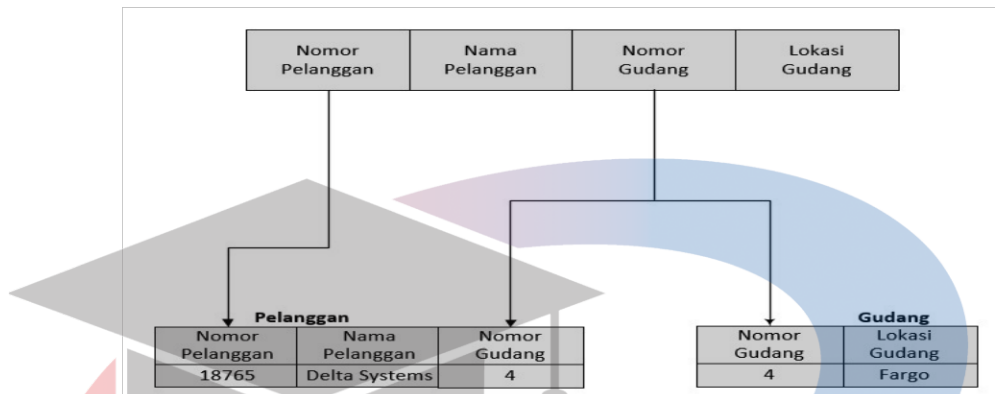 Nomor Pelanggan
Nama Pelanggan
Nomor Gudang
Lokasi Gudang
Pelanggan
Nomor Pelanggan
Nama Pelanggan
Nomor Gudang
18765
Delta Systems
4
Gudang
Nomor Gudang
Lokasi Gudang
4
Fargo